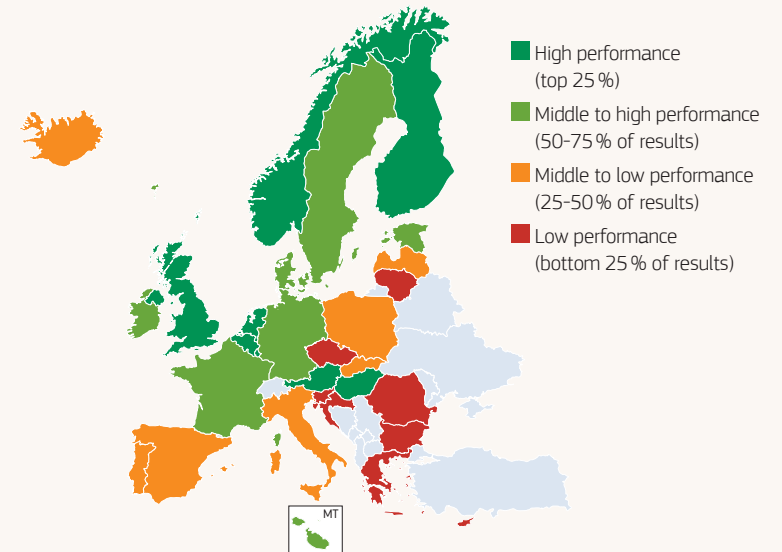 High performance
(top 25 %)
Middle to high performance
(50-75 % of results)
Middle to low performance
(25-50 % of results)
Low performance
(bottom 25 % of results)
MT